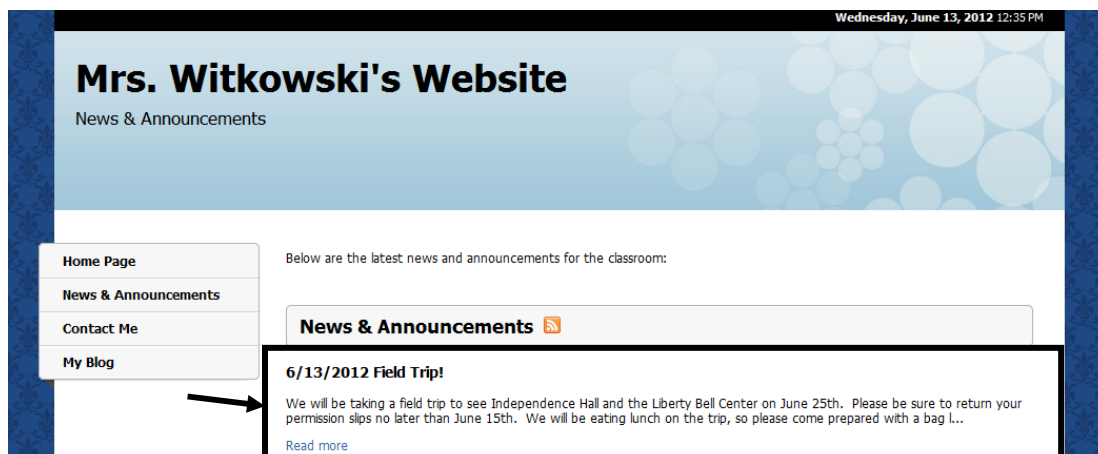 Wednesday, June 13, 2012 12:35 PM
Mrs. Witkowski's Website
News & Announcements
Home Page
News & Announcements
Contact Me
My Blog
Below are the latest news and announcements for the classroom:
News & Announcements
6/13/2012 Field Trip!
We will be taking a field trip to see Independence Hall and the Liberty Bell Center on June 25th. Please be sure to return your
permission slips no later than June 15th. We will be eating lunch on the trip, so please come prepared with a bag l...
Read more